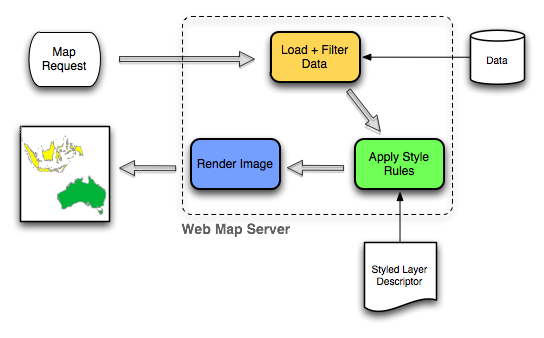 Map
Request
Load + Filter
Data
Data
Render Image
Apply Style
Rules
Web Map Server
Styled Layer
Descriptor